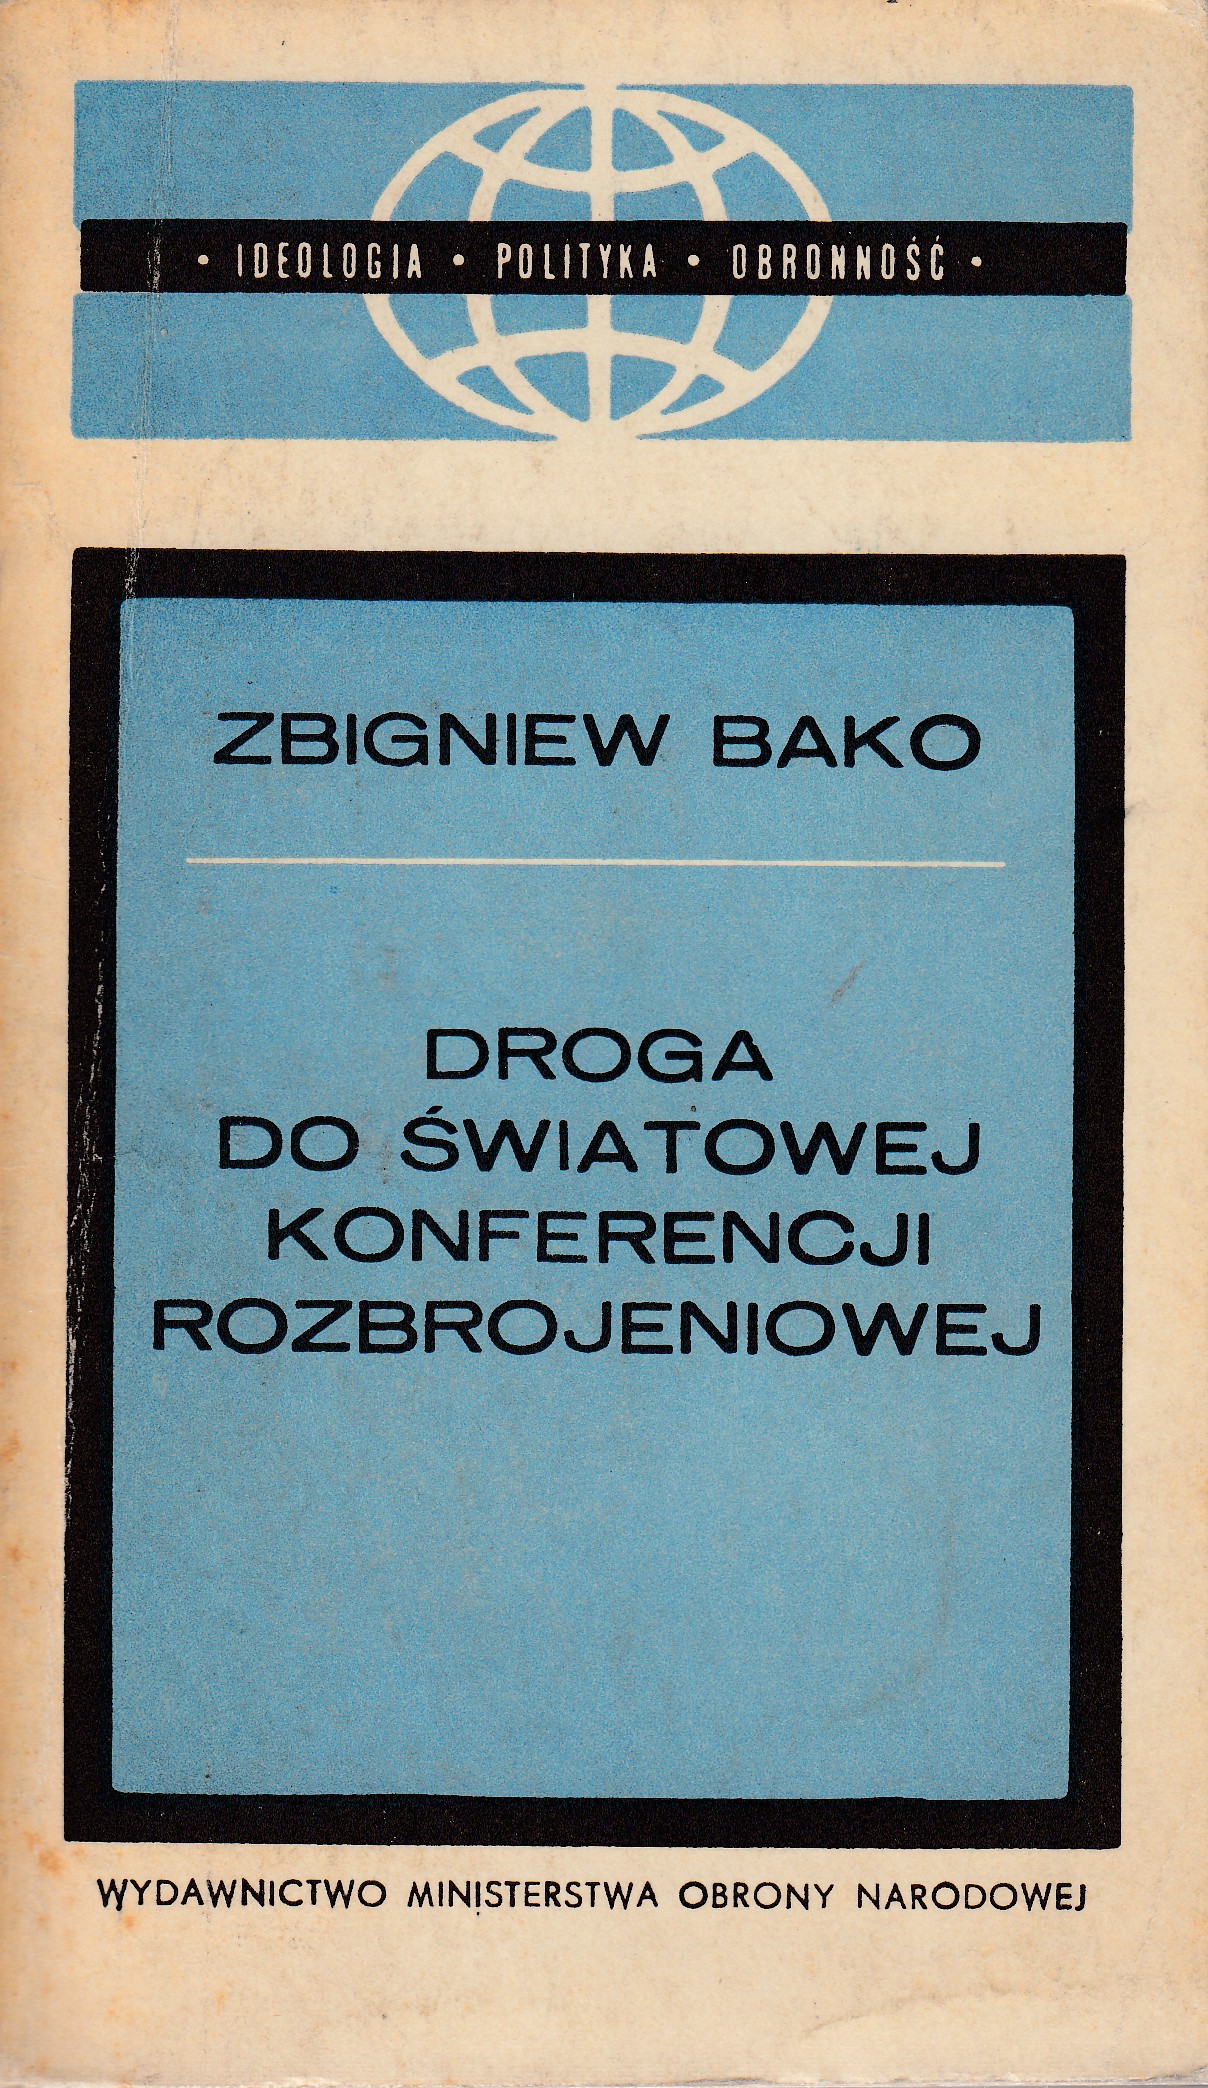 • IDEOLOGIA • POLITYKA • OBRONNOŚĆ •
ZBIGNIEW BAKO
DROGA
DO ŚWIATOWEJ
KONFERENCJI
ROZBROJENIOWEJ
WYDAWNICTWO MINISTERSTWA OBRONY NARODOWEJ